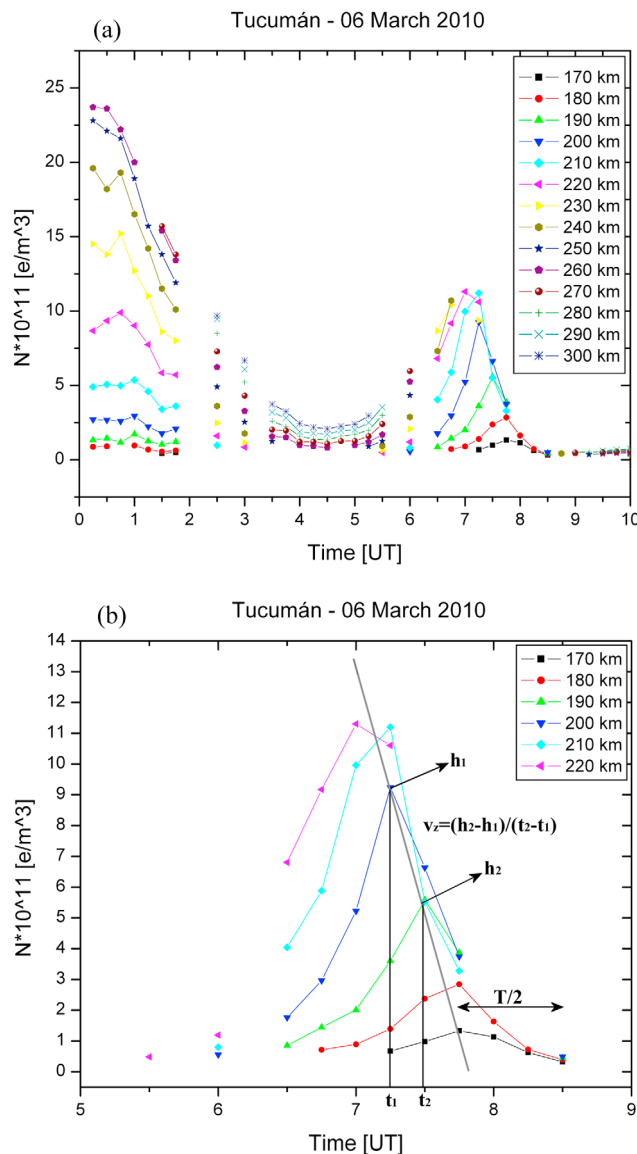 (a)
Tucumán - 06 March 2010
N*10^11 [e/m^3]
25
20
15
10
5
0
170 km
180 km
190 km
200 km
210 km
220 km
230 km
240 km
250 km
260 km
270 km
280 km
290 km
300 km
0 1 2 3 4 5 6 7 8 9 10
Time [UT]
(b)
Tucumán - 06 March 2010
N*10^11 [e/m^3]
14
13
12
11
10
9
8
7
6
5
4
3
2
1
0
170 km
180 km
190 km
200 km
210 km
220 km
h1
vz=(h2-h1)/(t2-t1)
h2
T/2
5 6 7 t1 t2 8 9
Time [UT]